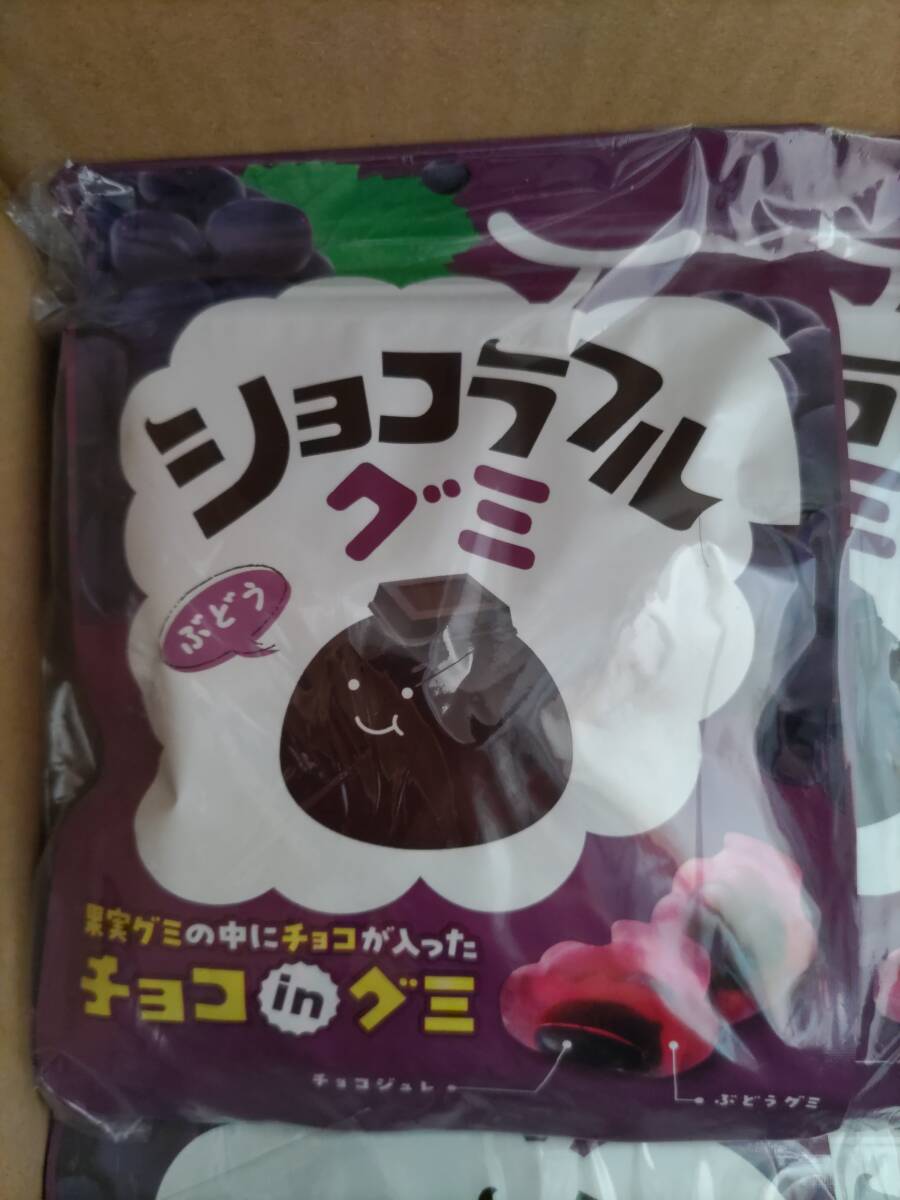 ショコラフル
グミ
ぶどう
果実グミの中にチョコが入った
チョコinグミ
チョコジュレ
ぶどうグミ